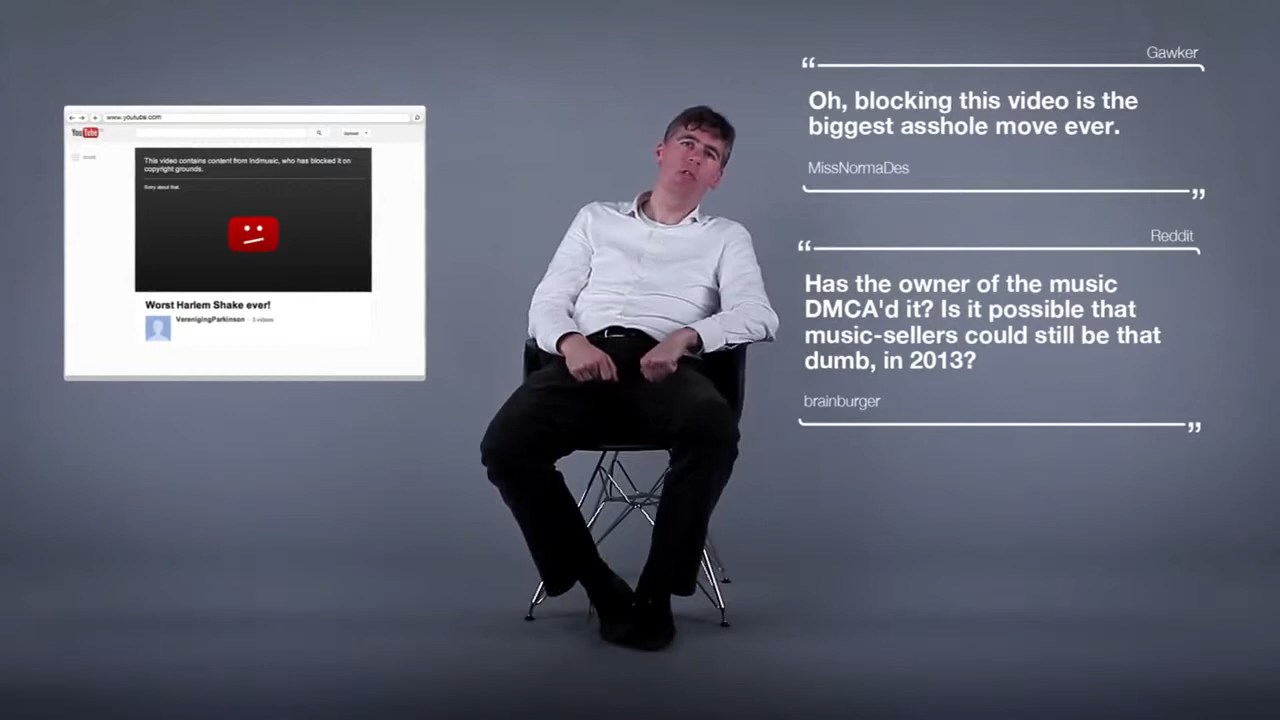 www.youtube.com
YouTube
Upload
This video contains content from Indmusic, who has blocked it on
copyright grounds.
Sorry about that.
Worst Harlem Shake ever!
VerenigingParkinson · 3 videos
Gawker
“
Oh, blocking this video is the
biggest asshole move ever.
MissNormaDes
”
Reddit
“
Has the owner of the music
DMCA'd it? Is it possible that
music-sellers could still be that
dumb, in 2013?
brainburger
”